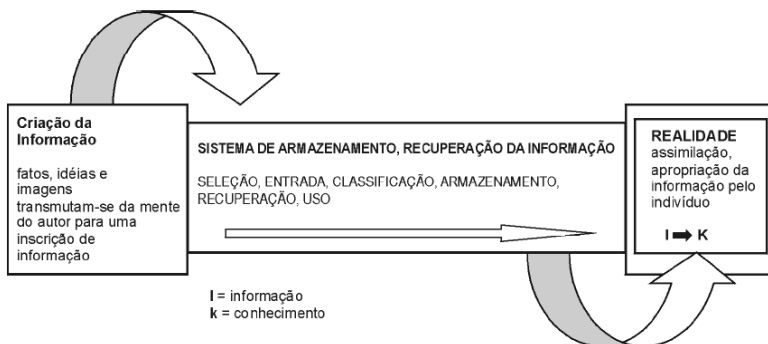 Criação da
Informação
fatos, idéias e
imagens
transmutam-se da mente
do autor para uma
inscrição de
informação
SISTEMA DE ARMAZENAMENTO, RECUPERAÇÃO DA INFORMAÇÃO
SELEÇÃO, ENTRADA, CLASSIFICAÇÃO, ARMAZENAMENTO,
RECUPERAÇÃO, USO
REALIDADE
assimilação,
apropriação da
informação pelo
indivíduo
I ➡ K
I = informação
k = conhecimento